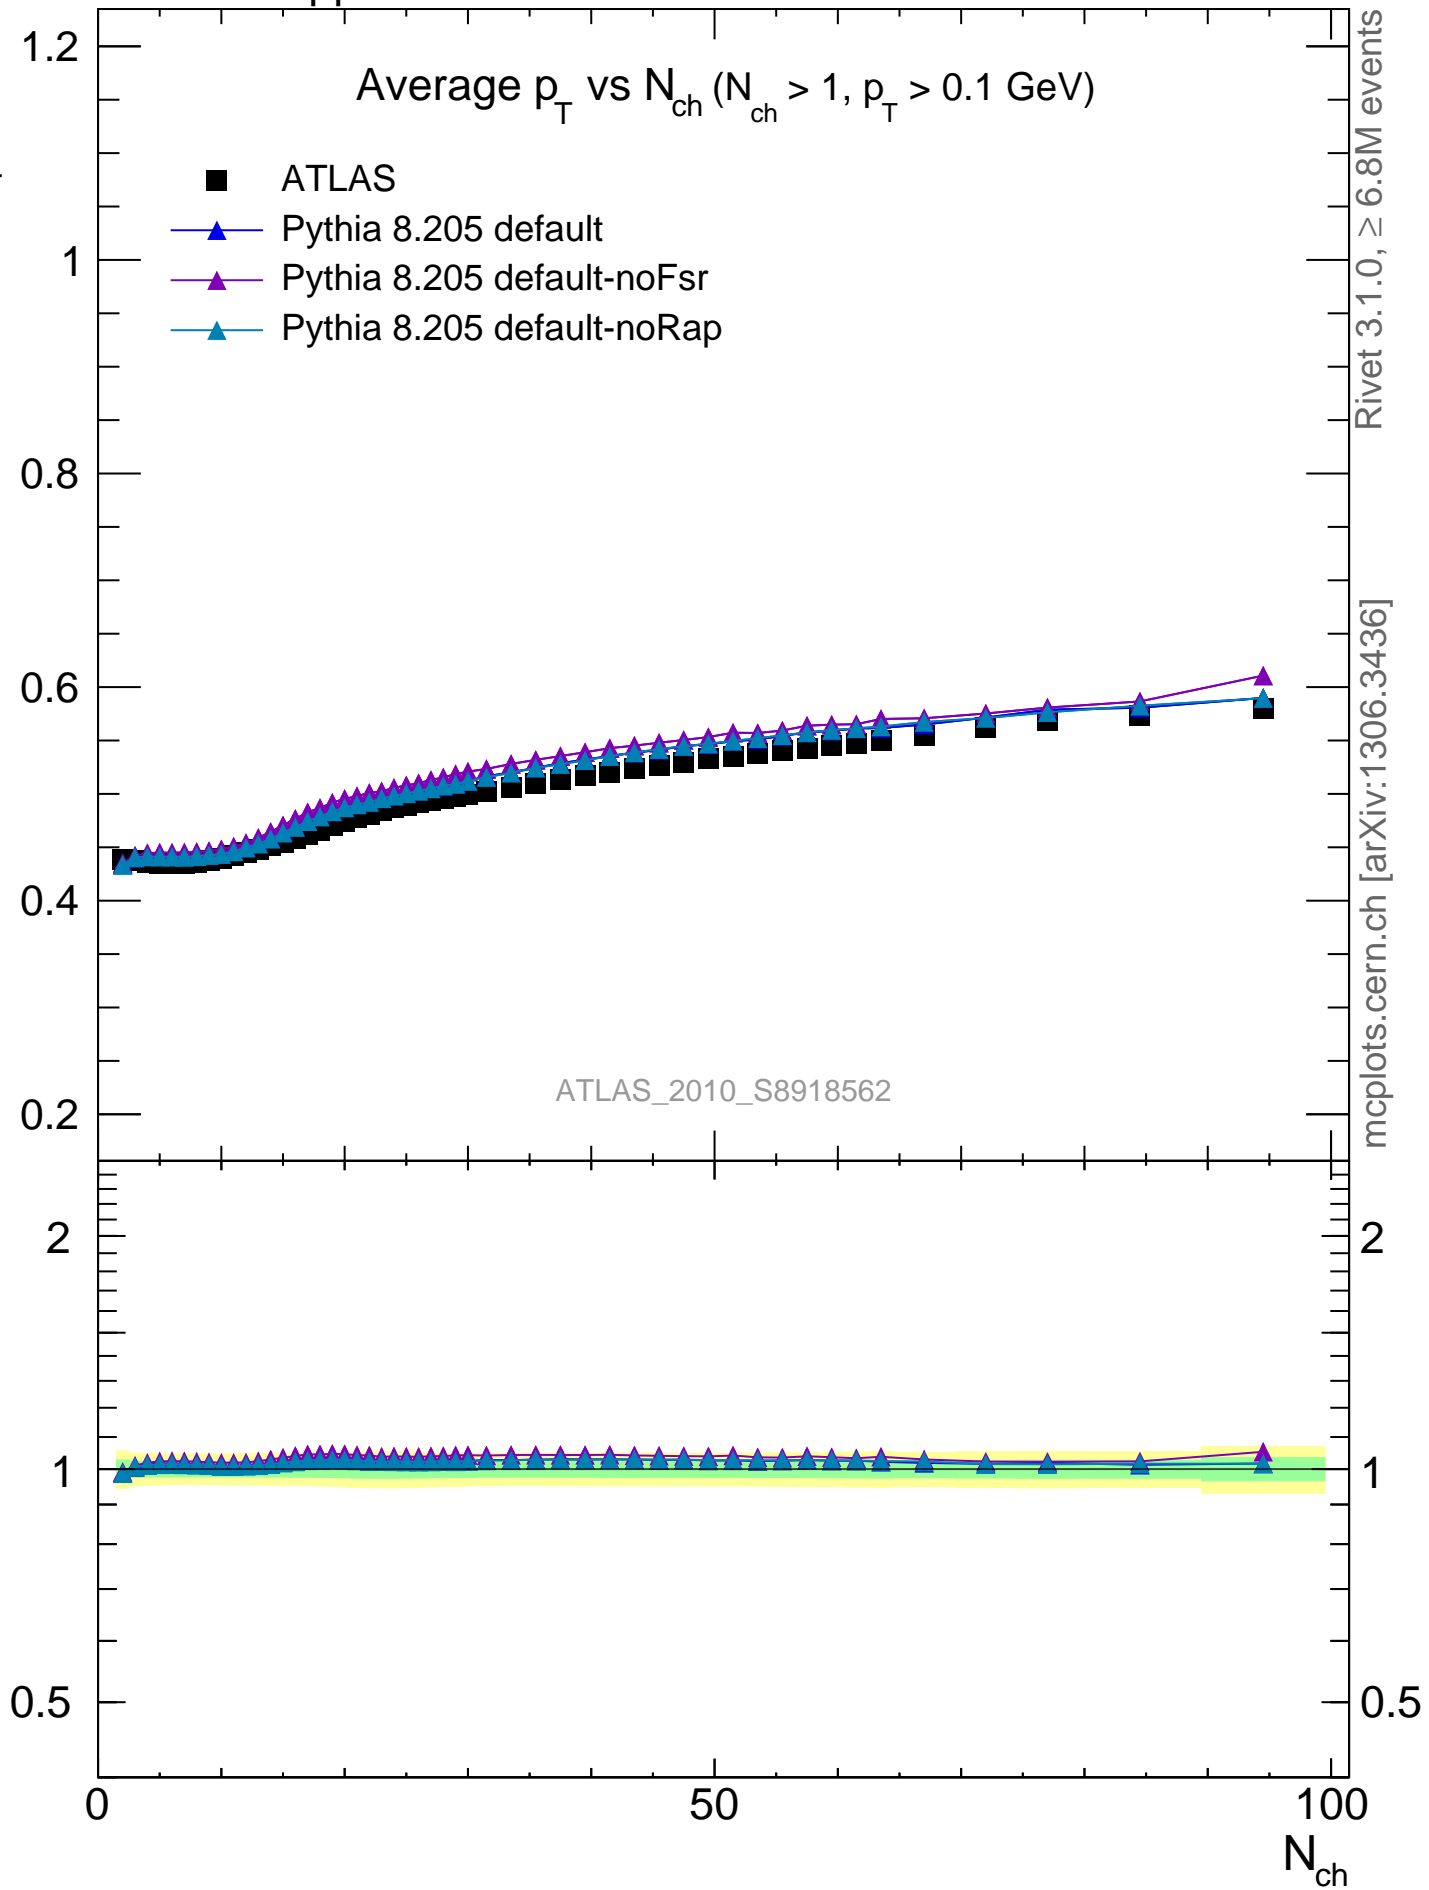 1.2
Average p_T vs N_ch (N_ch > 1, p_T > 0.1 GeV)
ATLAS
Pythia 8.205 default
Pythia 8.205 default-noFsr
Pythia 8.205 default-noRap
1
0.8
0.6
0.4
0.2
ATLAS_2010_S8918562
Rivet 3.1.0, ≥ 6.8M events
mcplots.cern.ch [arXiv:1306.3436]
2
2
1
1
0.5
0.5
0
50
100
N_ch